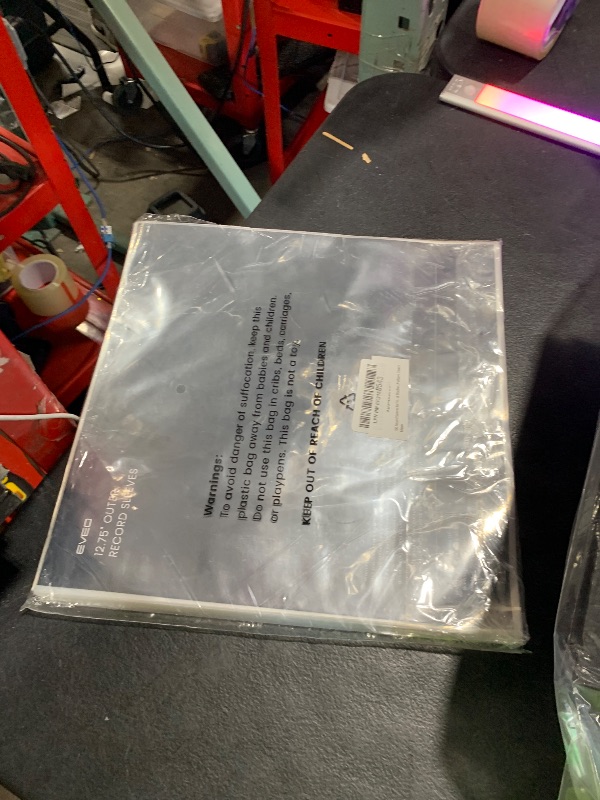 Warnings:
To avoid danger of suffocation, keep this
plastic bag away from babies and children.
Do not use this bag in cribs, beds, carriages,
or playpens. This bag is not a toy.
KEEP OUT OF REACH OF CHILDREN
EVEO
12.75" OUTER
RECORD SLEEVES